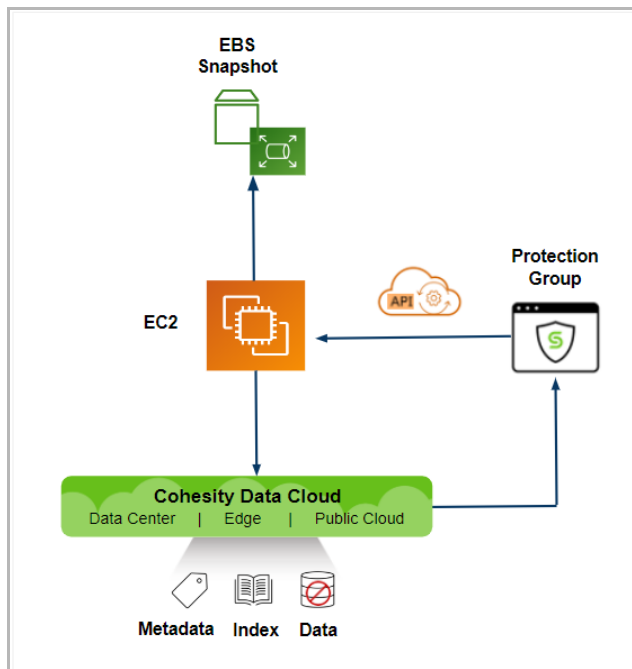 EBS
Snapshot
Protection
Group
API
EC2
Cohesity Data Cloud
Data Center | Edge | Public Cloud
Metadata Index Data